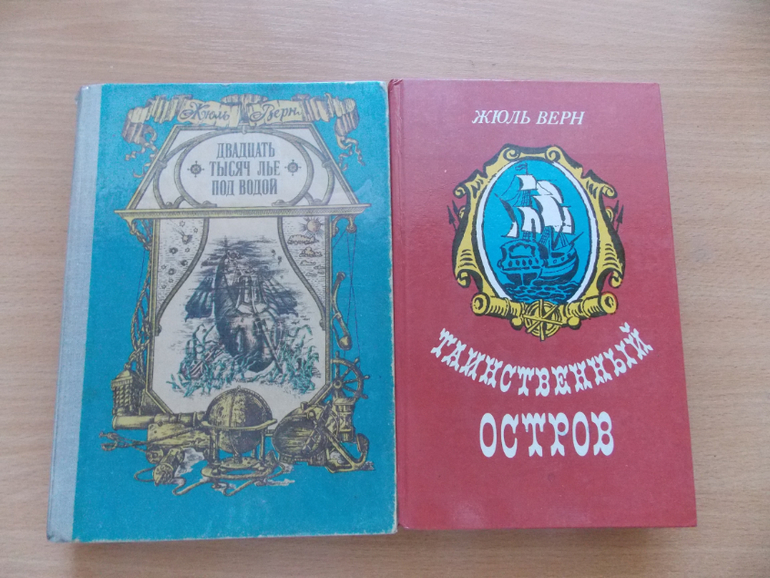 Жюль Верн
ДВАДЦАТЬ
ТЫСЯЧ ЛЬЕ
ПОД ВОДОЙ
ЖЮЛЬ ВЕРН
ТАИНСТВЕННЫЙ
ОСТРОВ